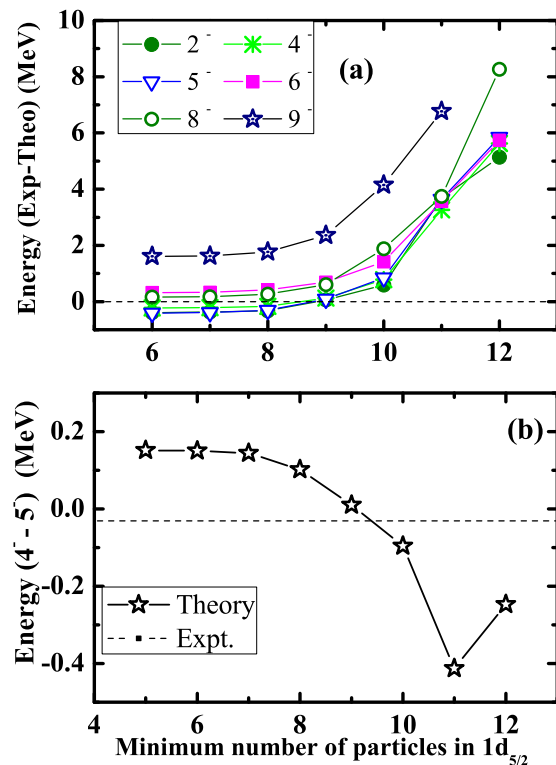 10
8
6
4
2
0
Energy (Exp-Theo) (MeV)
2⁻ 4⁻
5⁻ 6⁻
8⁻ 9⁻
(a)
6 7 8 9 10 11 12
0.2
0.0
-0.2
-0.4
Energy (4⁻- 5⁻) (MeV)
(b)
Theory
Expt.
4 6 8 10 12
Minimum number of particles in 1d5/2